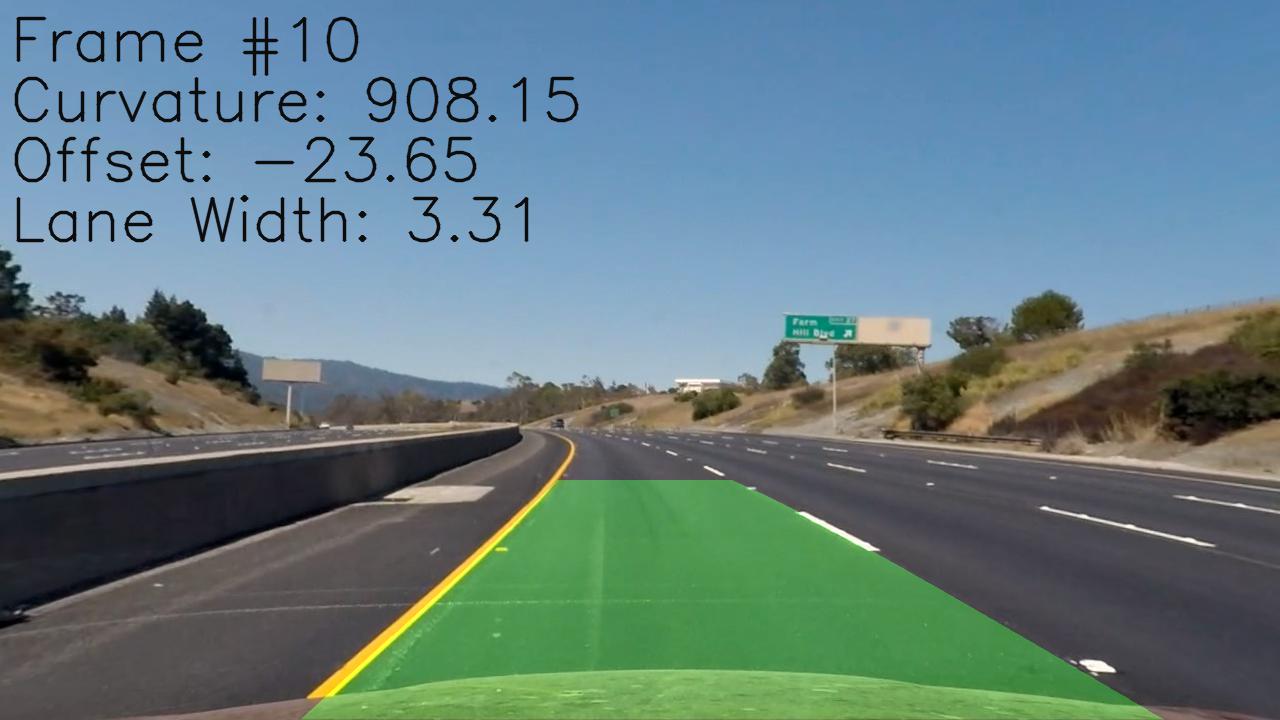 Frame #10
Curvature: 908.15
Offset: -23.65
Lane Width: 3.31
Farm
Hill Blvd